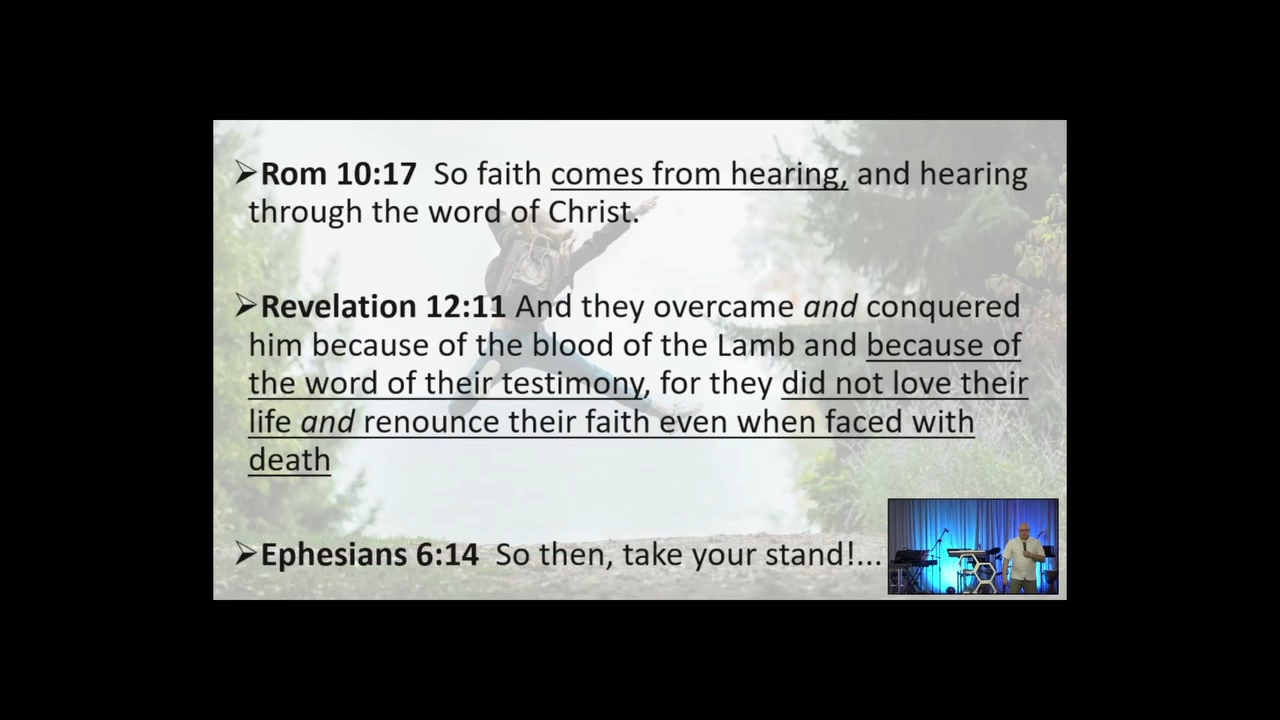 ➢Rom 10:17  So faith comes from hearing, and hearing
through the word of Christ.
➢Revelation 12:11 And they overcame and conquered
him because of the blood of the Lamb and because of
the word of their testimony, for they did not love their
life and renounce their faith even when faced with
death
➢Ephesians 6:14  So then, take your stand!...